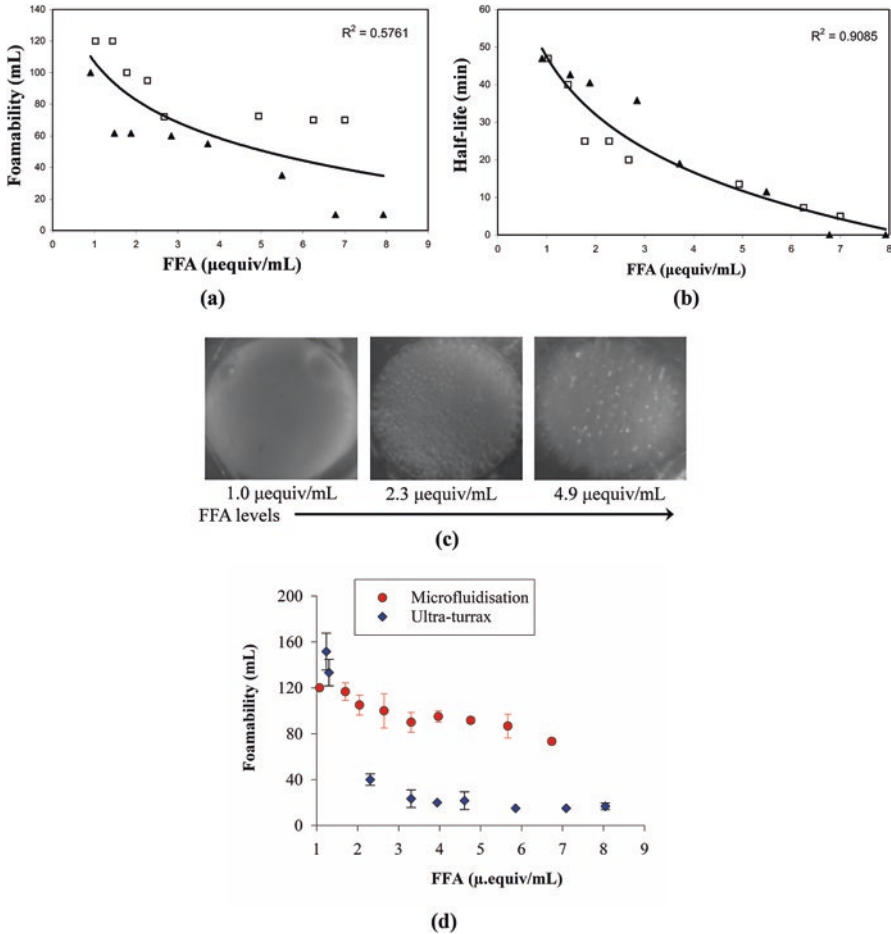 140
120
100
80
60
40
20
0
Foamability (mL)
R² = 0.5761
0 1 2 3 4 5 6 7 8 9
FFA (µequiv/mL)
(a)
60
50
40
30
20
10
0
Half-life (min)
R² = 0.9085
0 1 2 3 4 5 6 7 8
FFA (µequiv/mL)
(b)
1.0 µequiv/mL 2.3 µequiv/mL 4.9 µequiv/mL
FFA levels
(c)
200
160
120
80
40
0
Foamability (mL)
Microfluidisation
Ultra-turrax
1 2 3 4 5 6 7 8 9
FFA (µ.equiv/mL)
(d)